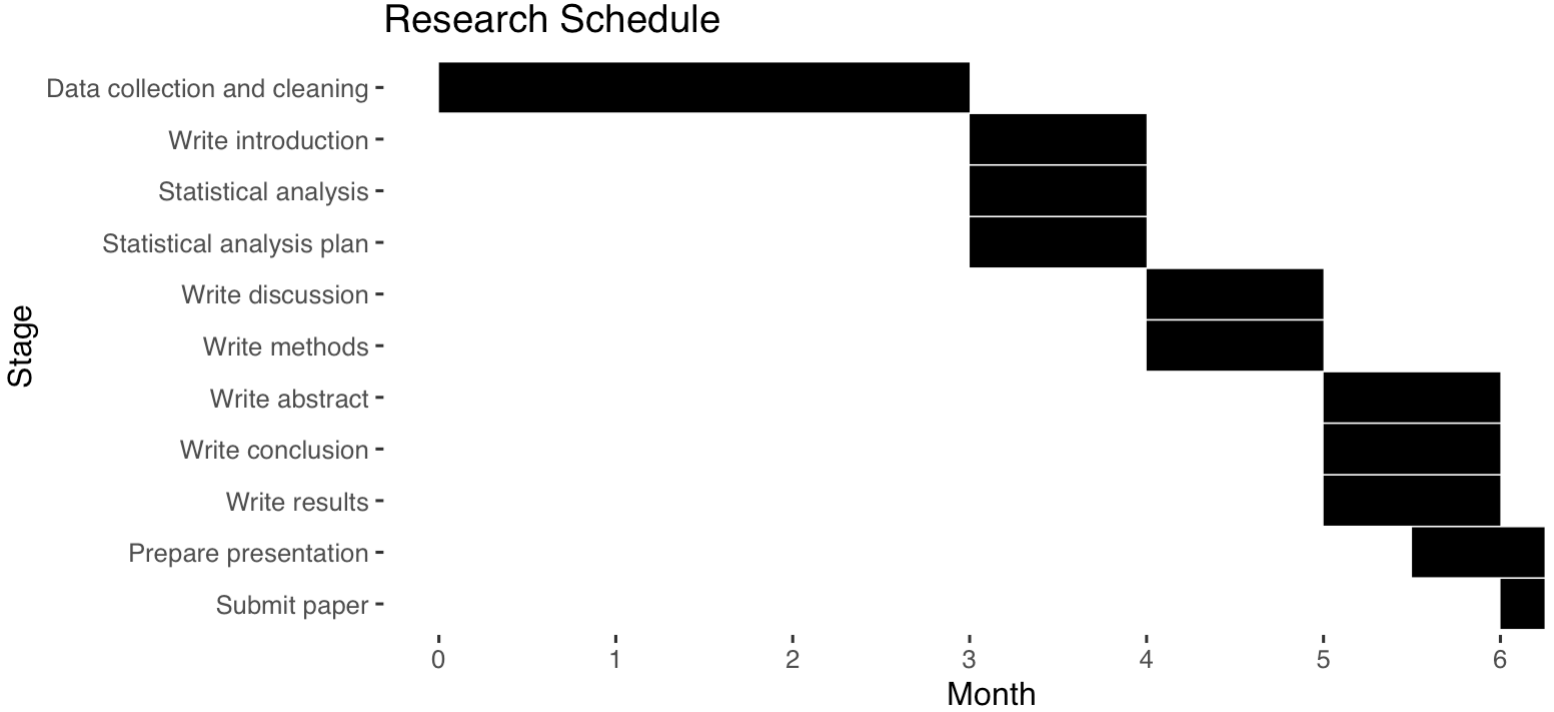 Research Schedule
Data collection and cleaning
Write introduction
Statistical analysis
Statistical analysis plan
Write discussion
Write methods
Write abstract
Write conclusion
Write results
Prepare presentation
Submit paper
Stage
0 1 2 3 4 5 6
Month